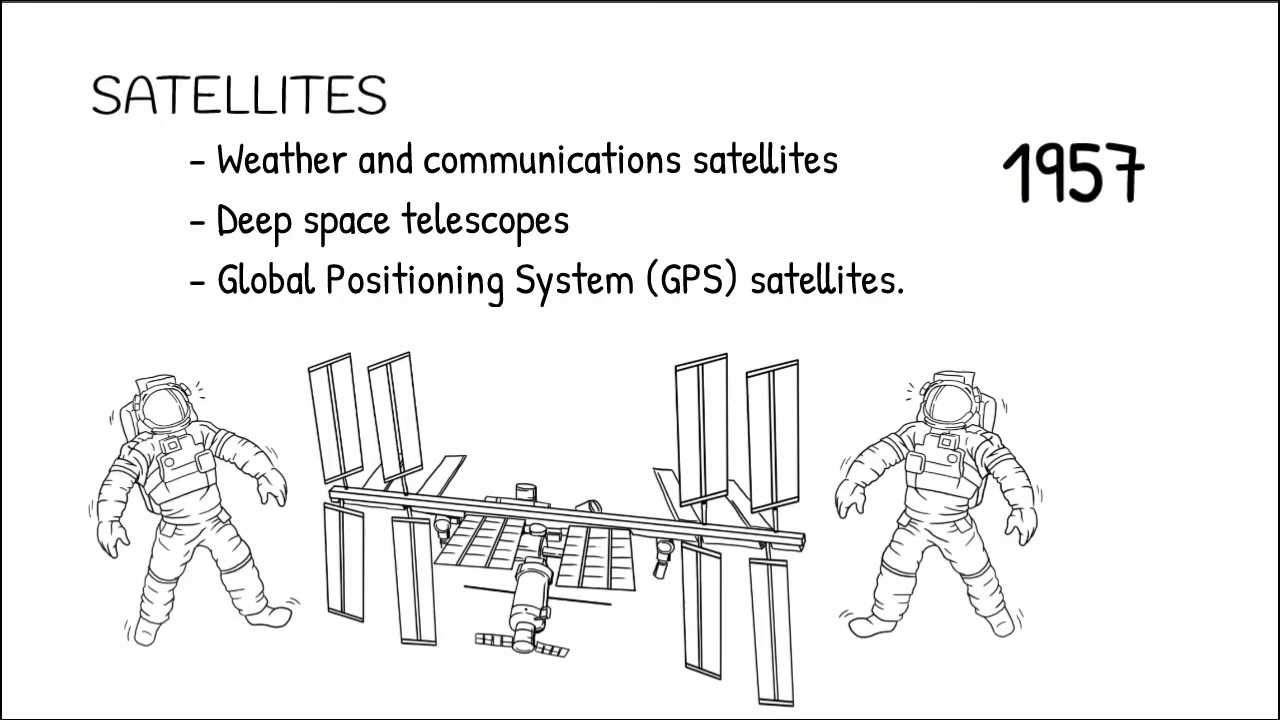 SATELLITES
- Weather and communications satellites
1957
- Deep space telescopes
- Global Positioning System (GPS) satellites.